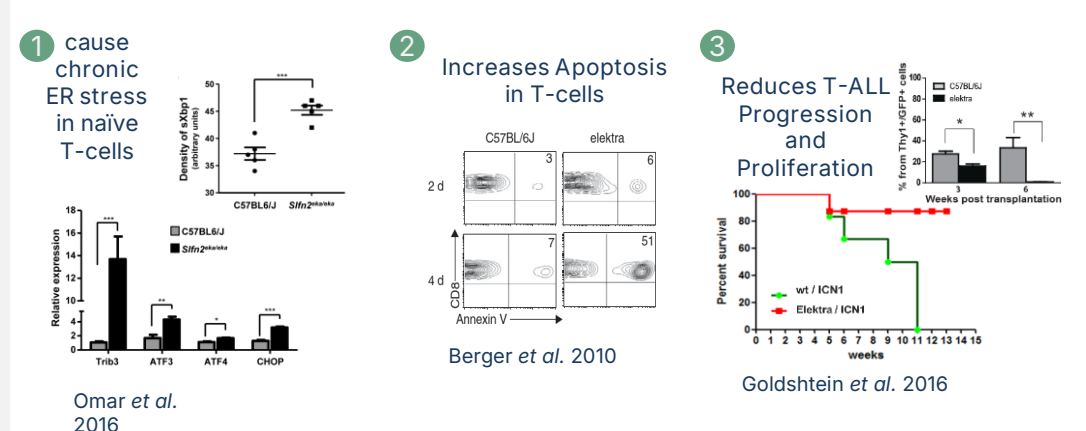 1
cause
chronic
ER stress
in naïve
T-cells
Density of sXbp1
(arbitrary units)
50
45
40
35
30
***
C57BL6/J
Slfn2eka/eka
Relative expression
18
16
14
12
10
4
2
0
***
**
*
***
C57BL6/J
Slfn2eka/eka
Trib3
ATF3
ATF4
CHOP
Omar et al.
2016
2
Increases Apoptosis
in T-cells
C57BL/6J
elektra
2 d
3
6
4 d
7
51
CD8
Annexin V
Berger et al. 2010
3
Reduces T-ALL
Progression
and
Proliferation
% from Thy1+/GFP+ cells
100
80
60
40
20
0
C57BL/6J
elektra
*
**
3
6
Weeks post transplantation
Percent survival
100
80
60
40
20
0
wt / ICN1
Elektra / ICN1
0 1 2 3 4 5 6 7 8 9 10 11 12 13 14 15
weeks
Goldshtein et al. 2016